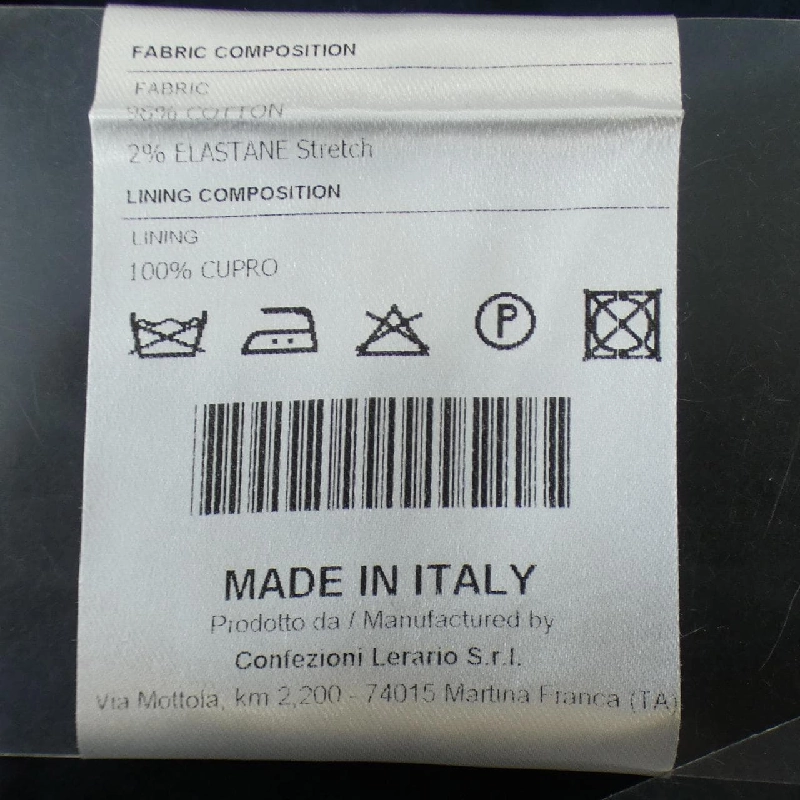 FABRIC COMPOSITION
FABRIC
98% COTTON
2% ELASTANE Stretch
LINING COMPOSITION
LINING
100% CUPRO
P
MADE IN ITALY
Prodotto da / Manufactured by
Confezioni Lerario S.r.l.
Via Mottola, km 2,200 - 74015 Martina Franca (TA)